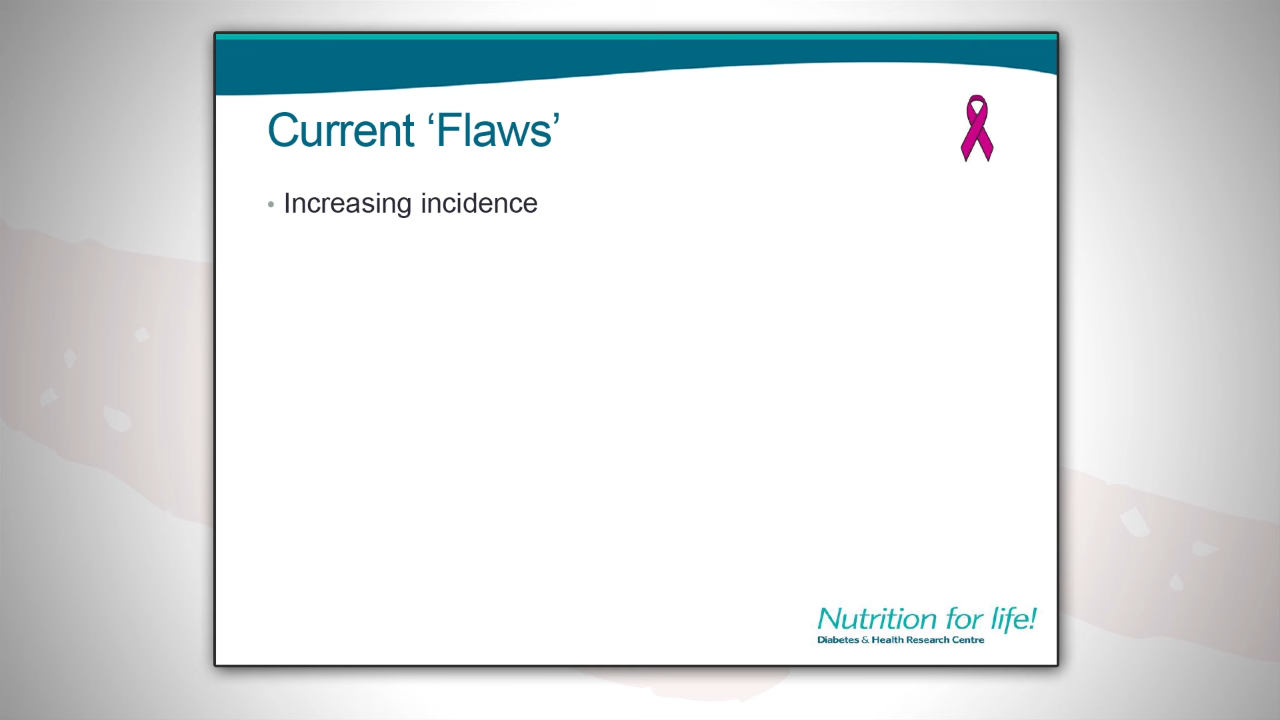 Current ‘Flaws’
• Increasing incidence
Nutrition for life!
Diabetes & Health Research Centre